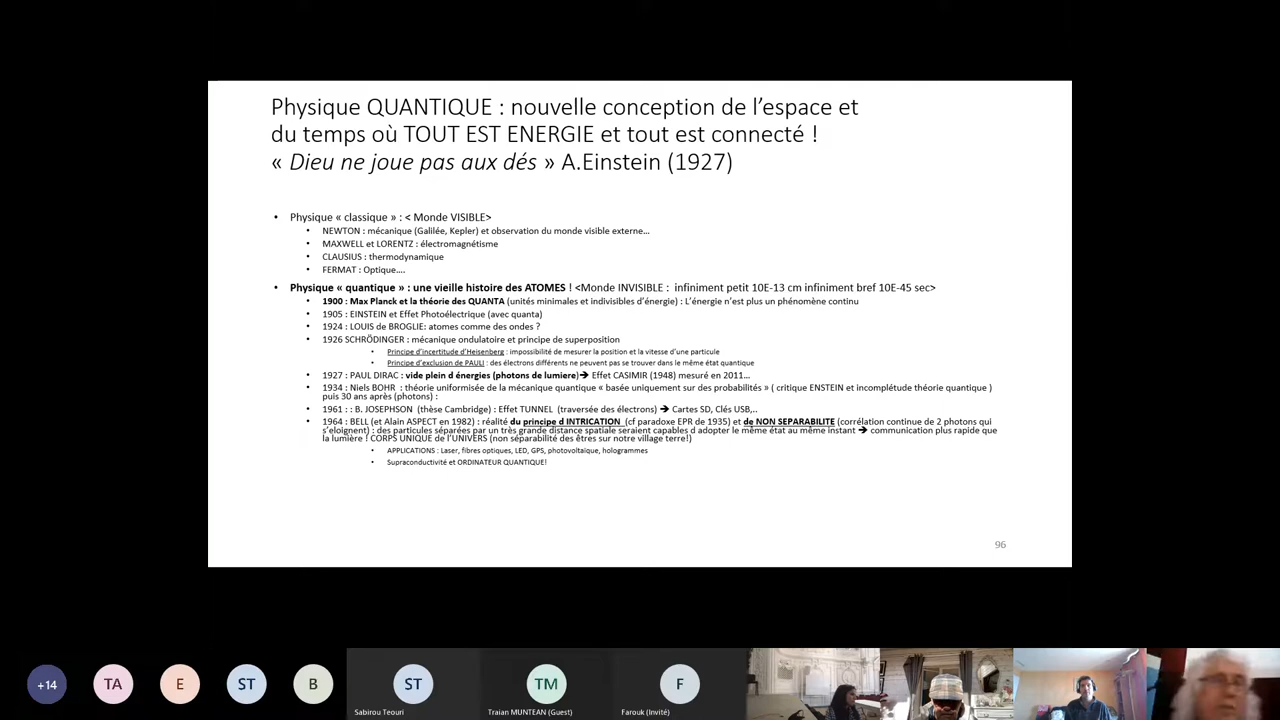 Physique QUANTIQUE : nouvelle conception de l’espace et
du temps où TOUT EST ENERGIE et tout est connecté !
« Dieu ne joue pas aux dés » A.Einstein (1927)
• Physique « classique » : < Monde VISIBLE>
• NEWTON : mécanique (Galilée, Kepler) et observation du monde visible externe…
• MAXWELL et LORENTZ : électromagnétisme
• CLAUSIUS : thermodynamique
• FERMAT : Optique….
• Physique « quantique » : une vieille histoire des ATOMES ! <Monde INVISIBLE : infiniment petit 10E-13 cm infiniment bref 10E-45 sec>
• 1900 : Max Planck et la théorie des QUANTA (unités minimales et indivisibles d’énergie) : L’énergie n’est plus un phénomène continu
• 1905 : EINSTEIN et Effet Photoélectrique (avec quanta)
• 1924 : LOUIS de BROGLIE: atomes comme des ondes ?
• 1926 SCHRÖDINGER : mécanique ondulatoire et principe de superposition
• Principe d’incertitude d’Heisenberg : impossibilité de mesurer la position et la vitesse d’une particule
• Principe d’exclusion de PAULI : des électrons différents ne peuvent pas se trouver dans le même état quantique
• 1927 : PAUL DIRAC : vide plein d énergies (photons de lumiere)➔ Effet CASIMIR (1948) mesuré en 2011…
• 1934 : Niels BOHR : théorie uniformisée de la mécanique quantique « basée uniquement sur des probabilités » ( critique ENSTEIN et incomplétude théorie quantique )
puis 30 ans après (photons) :
• 1961 : : B. JOSEPHSON (thèse Cambridge) : Effet TUNNEL (traversée des électrons) ➔ Cartes SD, Clés USB,..
• 1964 : BELL (et Alain ASPECT en 1982) : réalité du principe d INTRICATION (cf paradoxe EPR de 1935) et de NON SEPARABILITE (corrélation continue de 2 photons qui
s’eloignent) : des particules séparées par un très grande distance spatiale seraient capables d adopter le même état au même instant ➔ communication plus rapide que
la lumière ! CORPS UNIQUE de l’UNIVERS (non séparabilité des êtres sur notre village terre!)
• APPLICATIONS : Laser, fibres optiques, LED, GPS, photovoltaïque, hologrammes
• Supraconductivité et ORDINATEUR QUANTIQUE!
96
+14 TA E ST B ST TM F
Sabirou Teouri Traian MUNTEAN (Guest) Farouk (Invité)